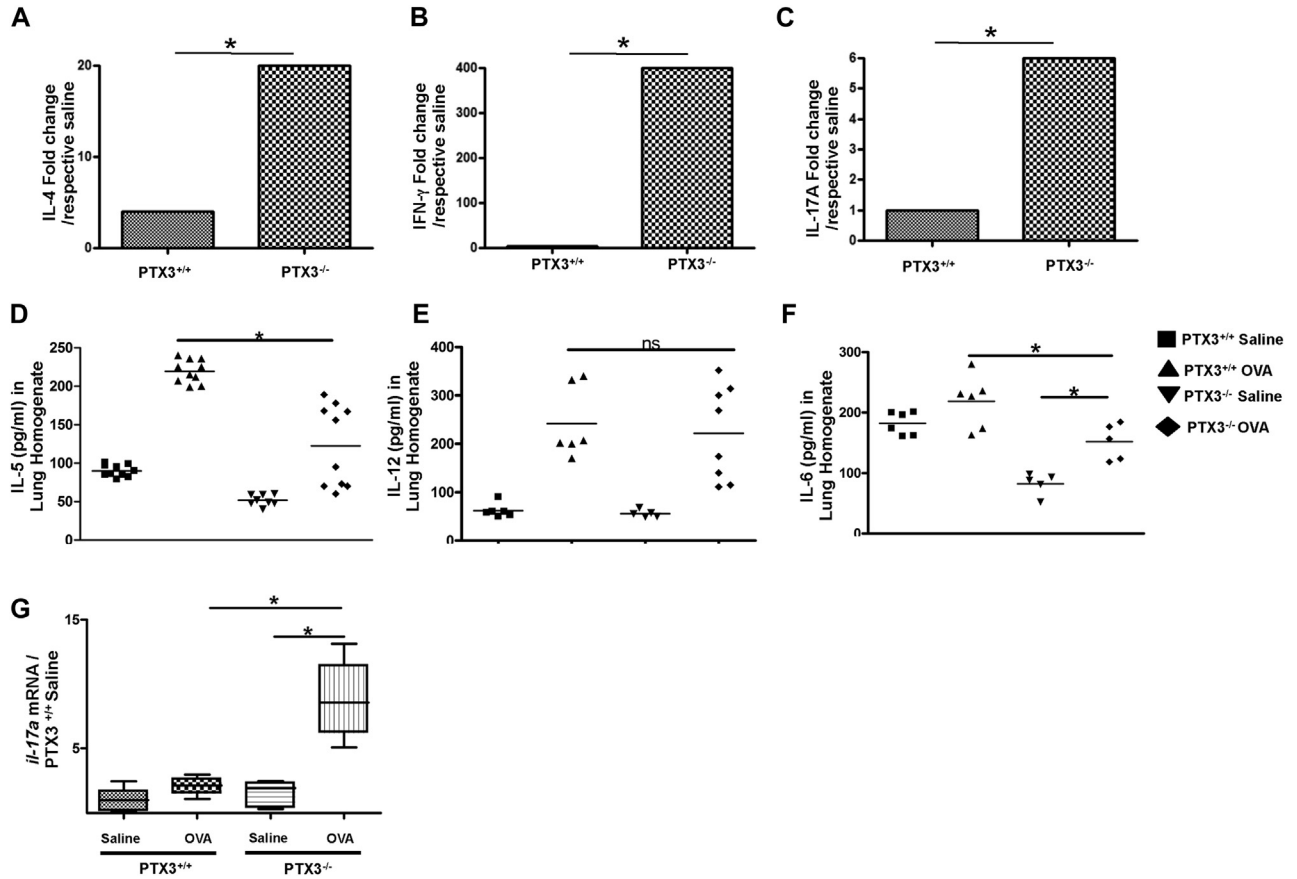 A
IL-4 Fold change
/respective saline
20
10
0
*
PTX3+/+
PTX3-/-
B
IFN-γ Fold change
/respective saline
400
300
200
100
0
*
PTX3+/+
PTX3-/-
C
IL-17A Fold change
/respective saline
6
5
4
3
2
1
0
*
PTX3+/+
PTX3-/-
D
IL-5 (pg/ml) in
Lung Homogenate
250
200
150
100
50
0
*
E
IL-12 (pg/ml) in
Lung Homogenate
400
300
200
100
0
ns
F
IL-6 (pg/ml) in
Lung Homogenate
300
200
100
0
*
*
PTX3+/+ Saline
PTX3+/+ OVA
PTX3-/- Saline
PTX3-/- OVA
G
il-17a mRNA /
PTX3 +/+ Saline
15
5
*
*
Saline
OVA
Saline
OVA
PTX3+/+
PTX3-/-